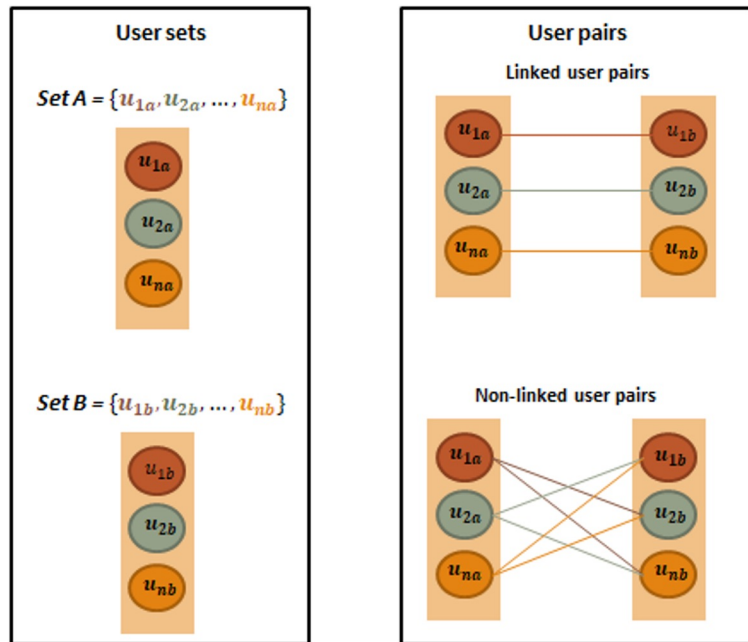 User sets
Set A = {u1a, u2a, ..., una}
u1a
u2a
una
Set B = {u1b, u2b, ..., unb}
u1b
u2b
unb
User pairs
Linked user pairs
u1a u1b
u2a u2b
una unb
Non-linked user pairs
u1a u1b
u2a u2b
una unb